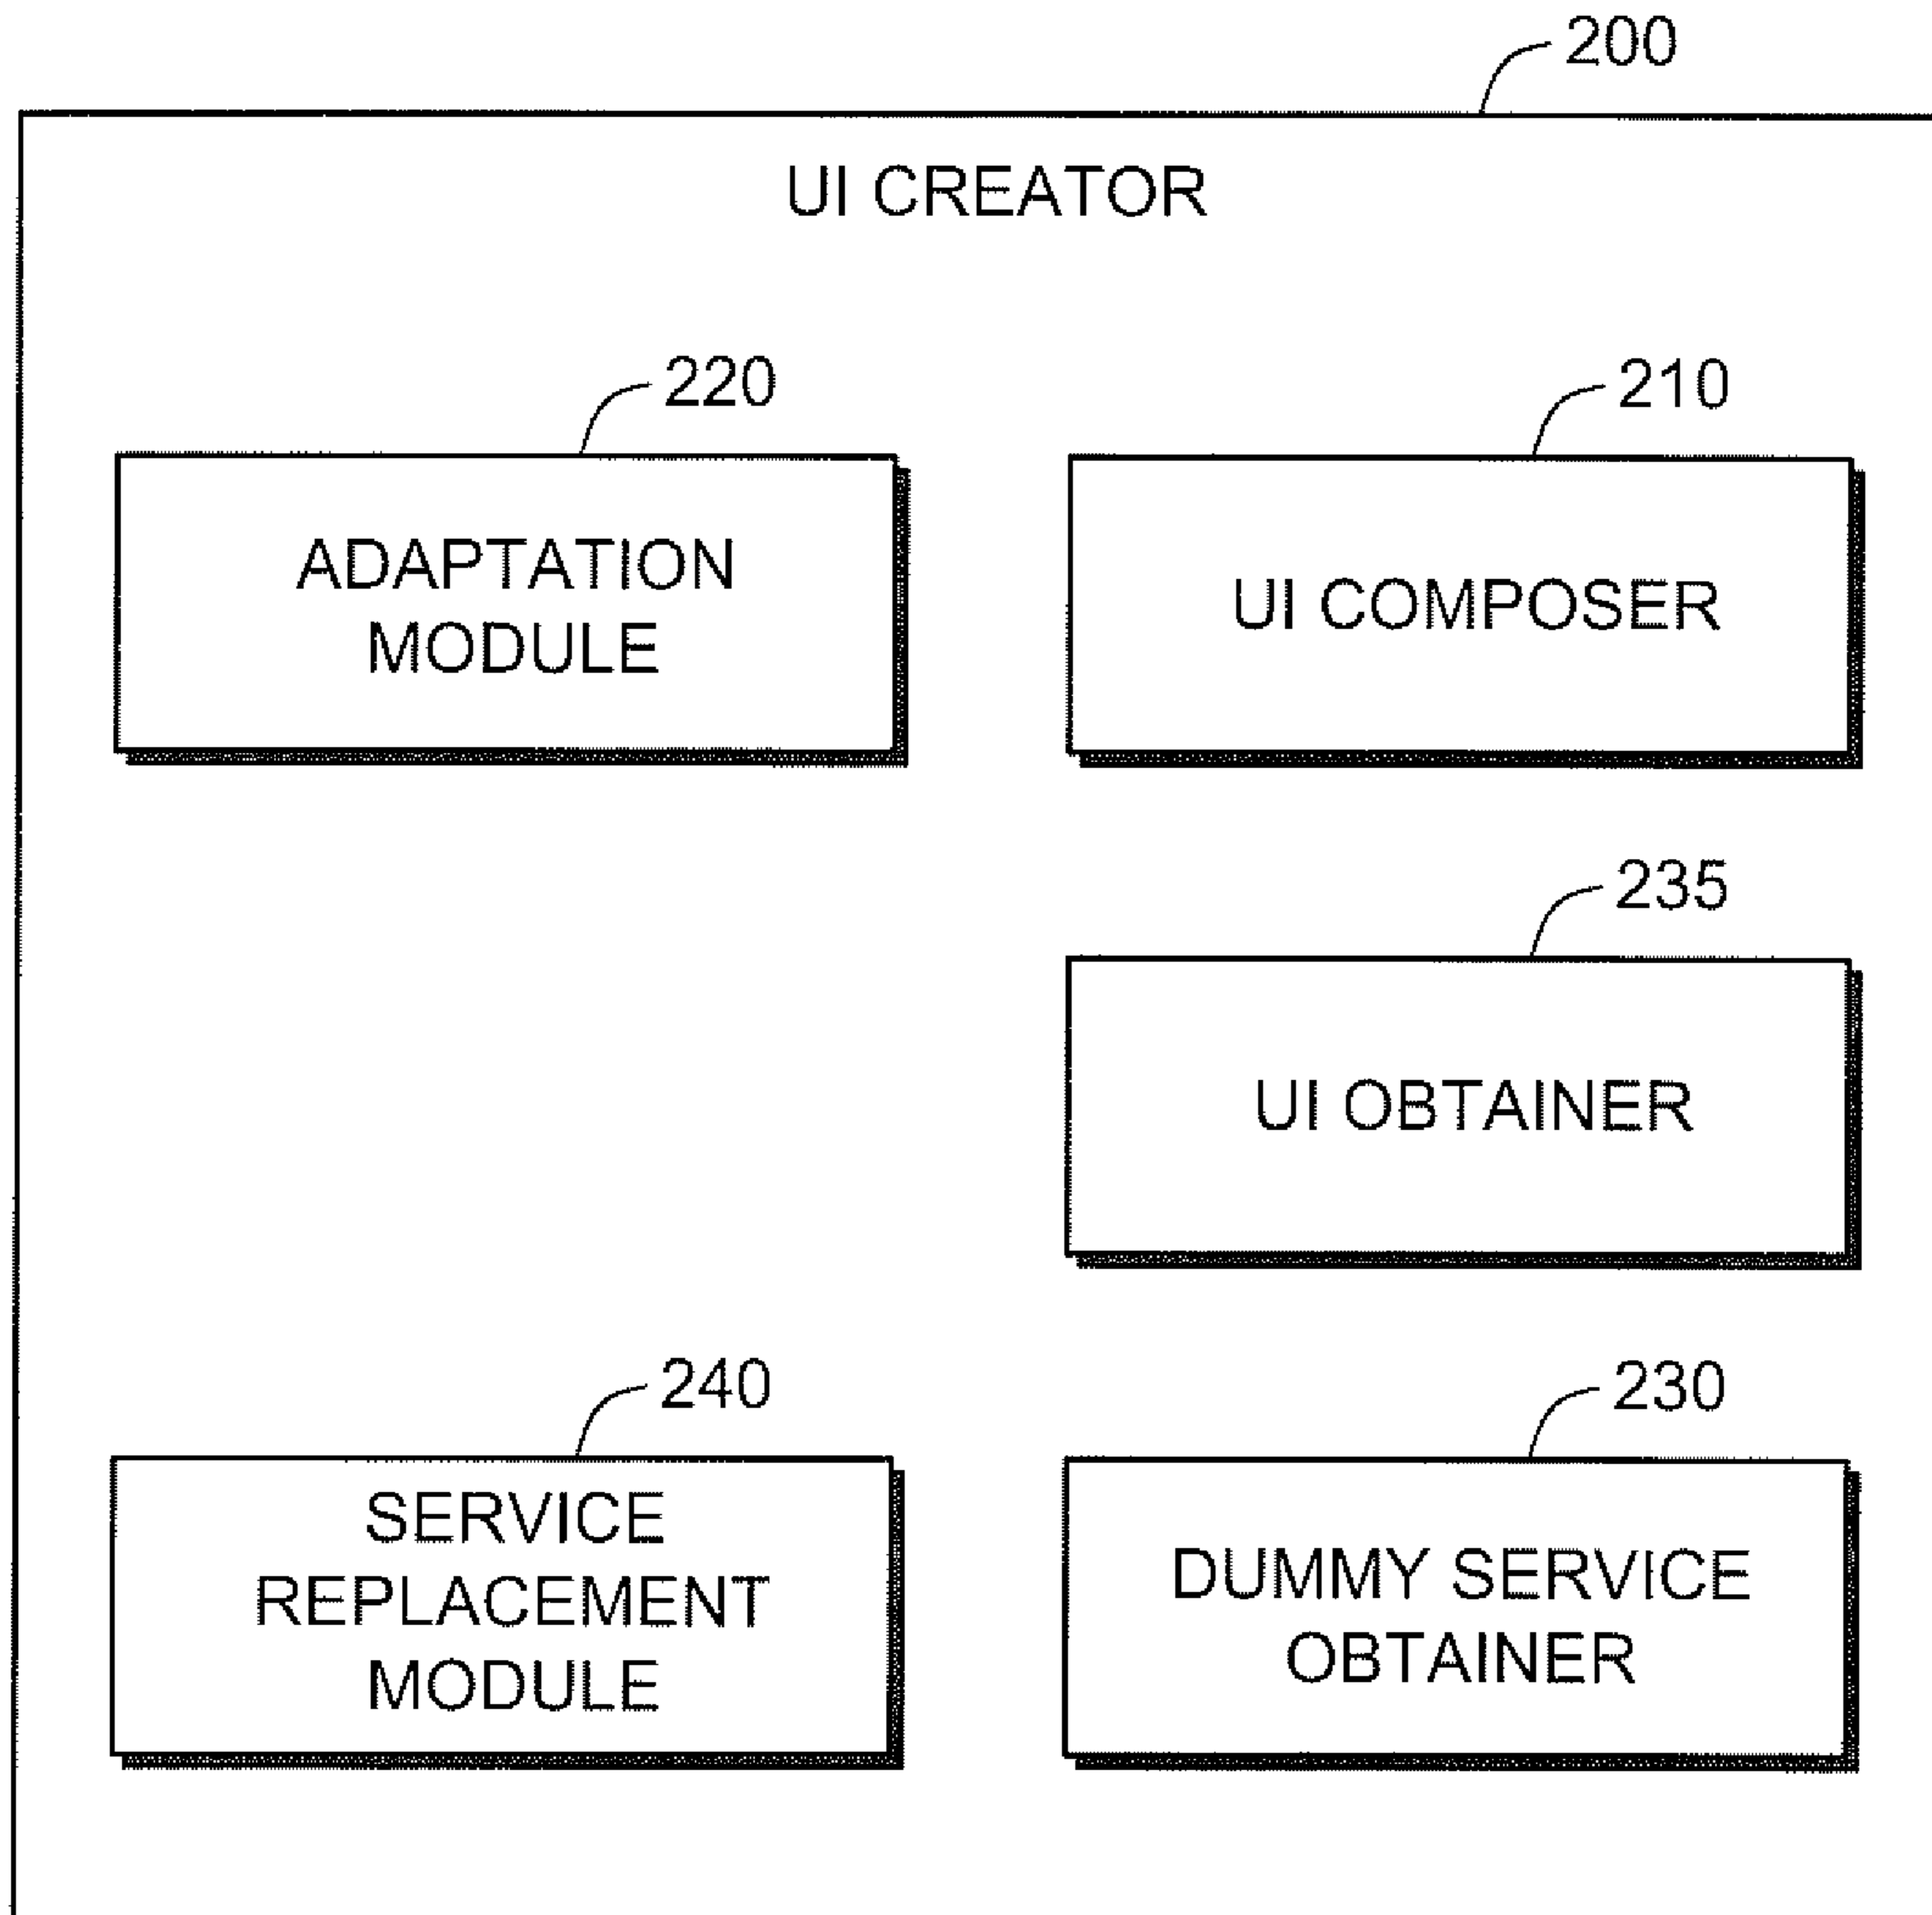 200
UI CREATOR
220
ADAPTATION
MODULE
210
UI COMPOSER
235
UI OBTAINER
240
SERVICE
REPLACEMENT
MODULE
230
DUMMY SERVICE
OBTAINER